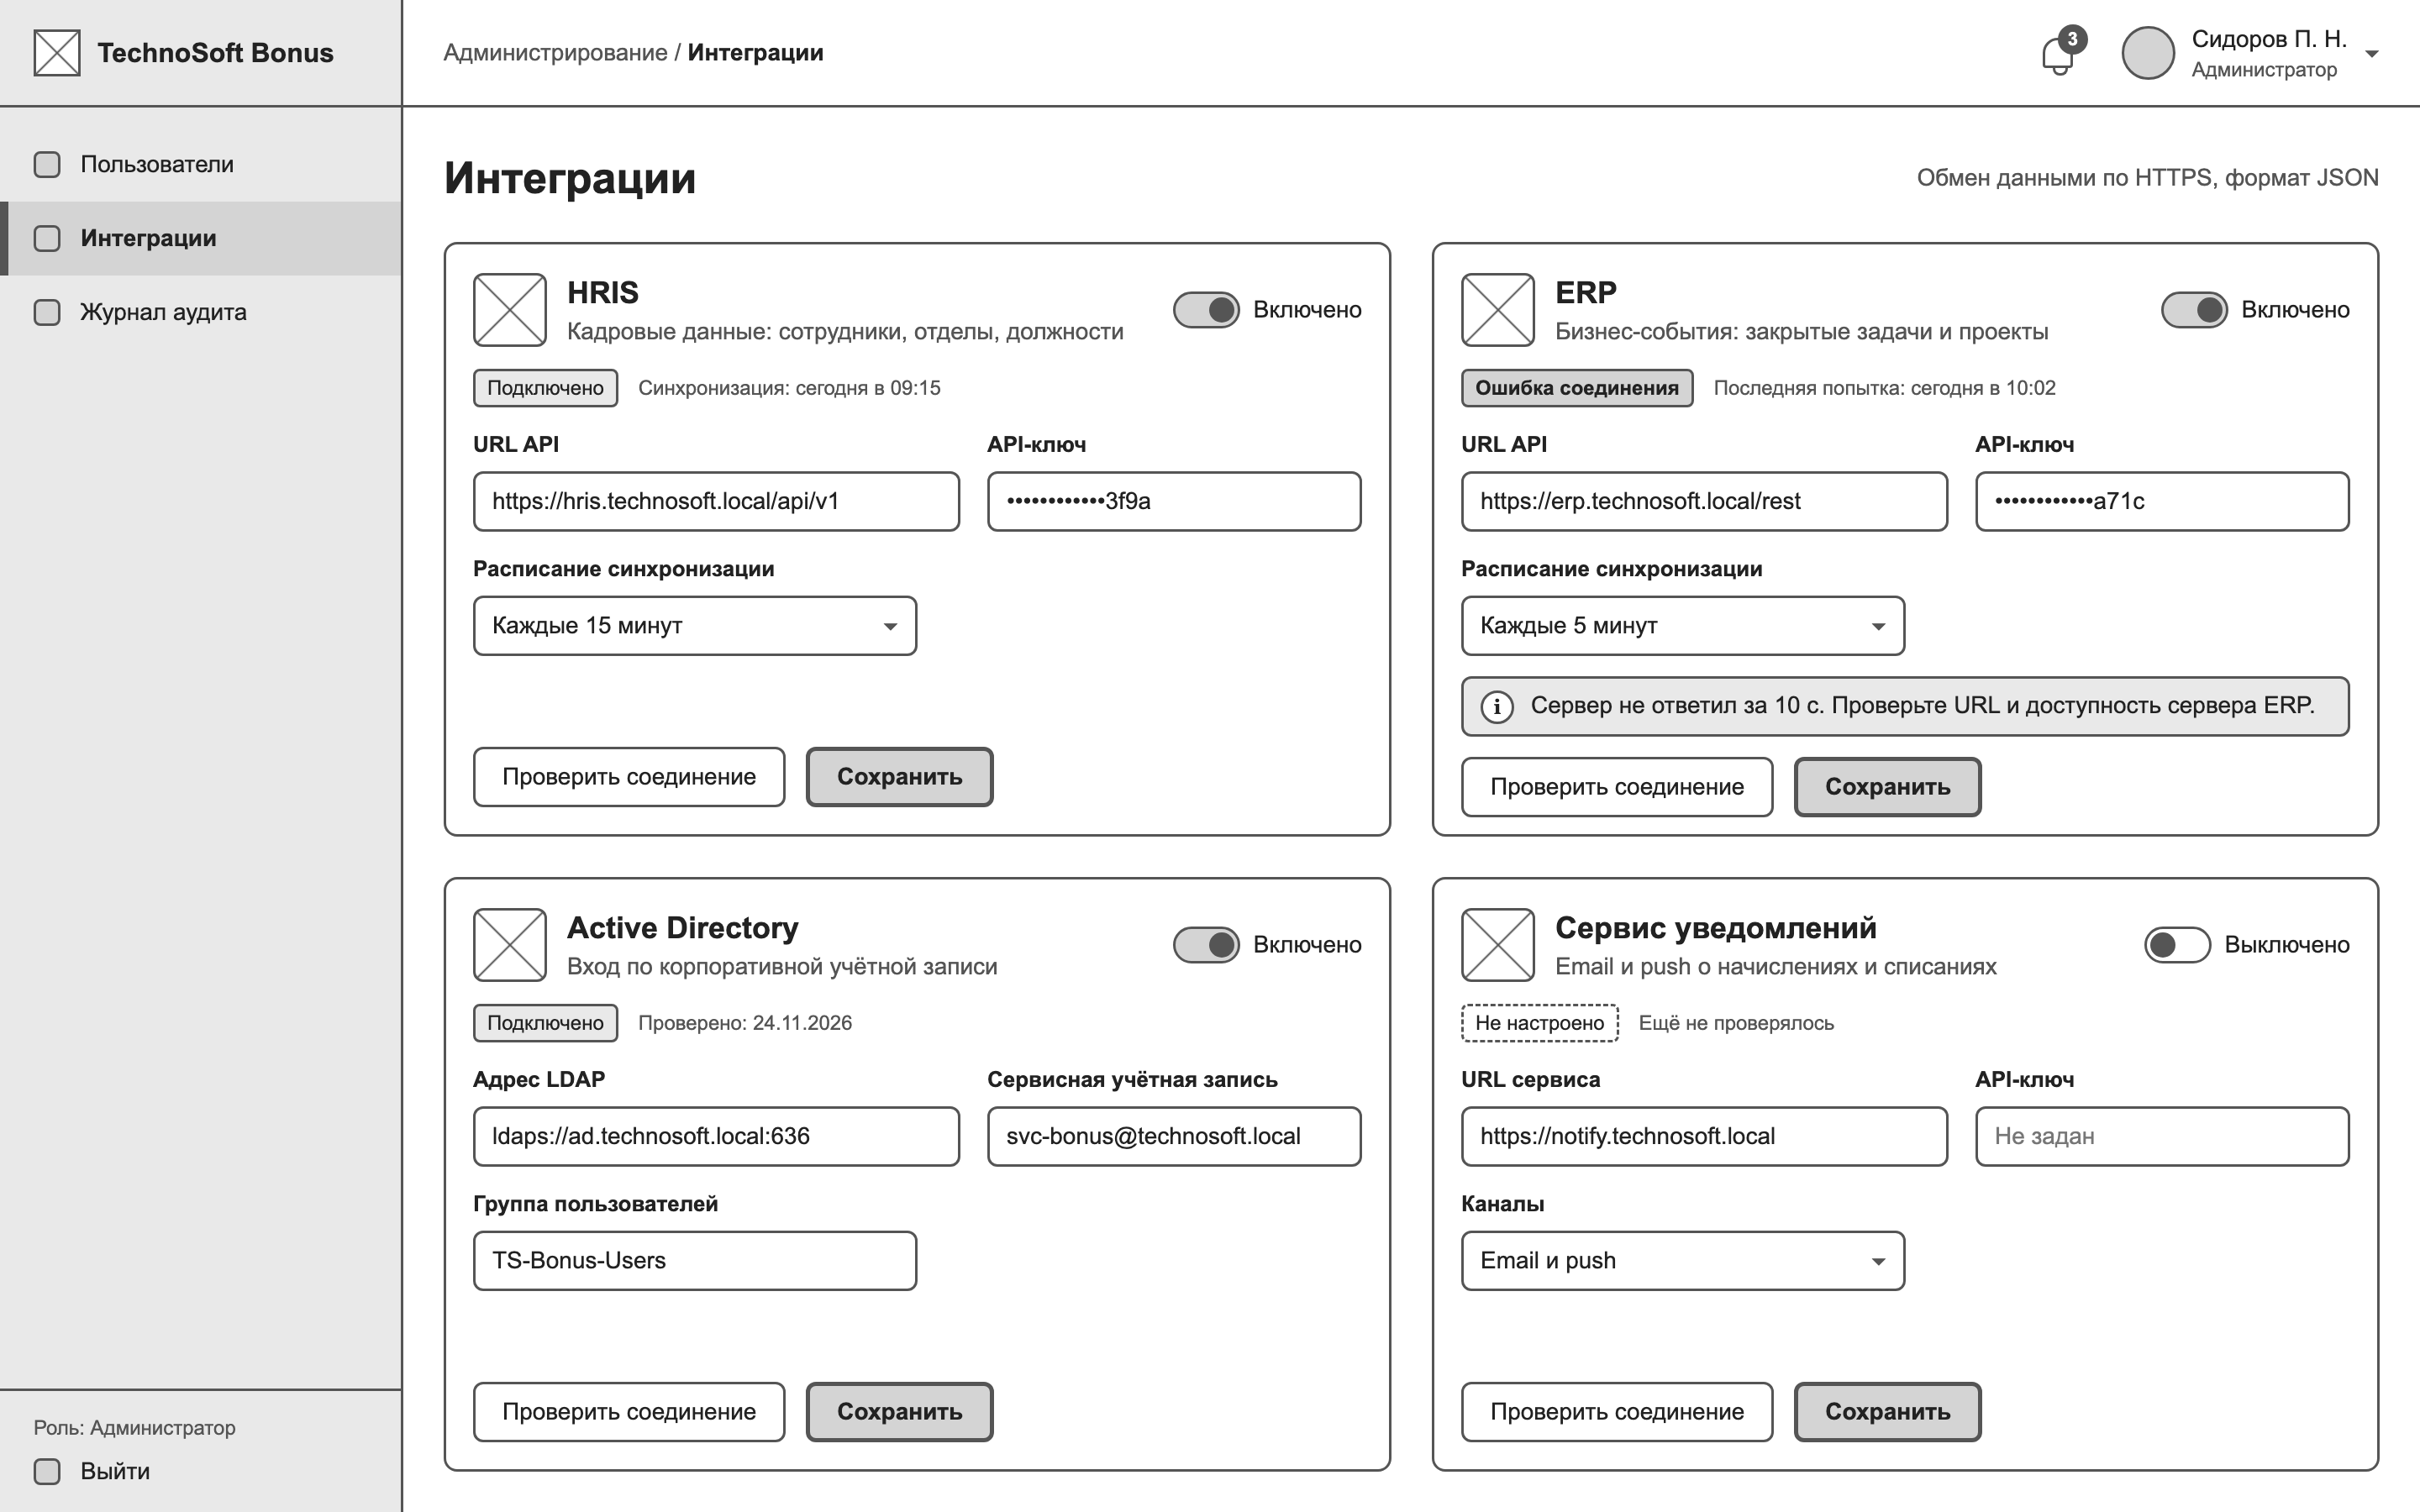 TechnoSoft Bonus
Администрирование / Интеграции
3
Сидоров П. Н.
Администратор
Пользователи
Интеграции
Журнал аудита
Роль: Администратор
Выйти
Интеграции
Обмен данными по HTTPS, формат JSON
HRIS
Кадровые данные: сотрудники, отделы, должности
Включено
Подключено
Синхронизация: сегодня в 09:15
URL API
API-ключ
https://hris.technosoft.local/api/v1
••••••••••••3f9a
Расписание синхронизации
Каждые 15 минут
Проверить соединение
Сохранить
ERP
Бизнес-события: закрытые задачи и проекты
Включено
Ошибка соединения
Последняя попытка: сегодня в 10:02
URL API
API-ключ
https://erp.technosoft.local/rest
••••••••••••a71c
Расписание синхронизации
Каждые 5 минут
i Сервер не ответил за 10 с. Проверьте URL и доступность сервера ERP.
Проверить соединение
Сохранить
Active Directory
Вход по корпоративной учётной записи
Включено
Подключено
Проверено: 24.11.2026
Адрес LDAP
Сервисная учётная запись
ldaps://ad.technosoft.local:636
svc-bonus@technosoft.local
Группа пользователей
TS-Bonus-Users
Проверить соединение
Сохранить
Сервис уведомлений
Email и push о начислениях и списаниях
Выключено
Не настроено
Ещё не проверялось
URL сервиса
API-ключ
https://notify.technosoft.local
Не задан
Каналы
Email и push
Проверить соединение
Сохранить